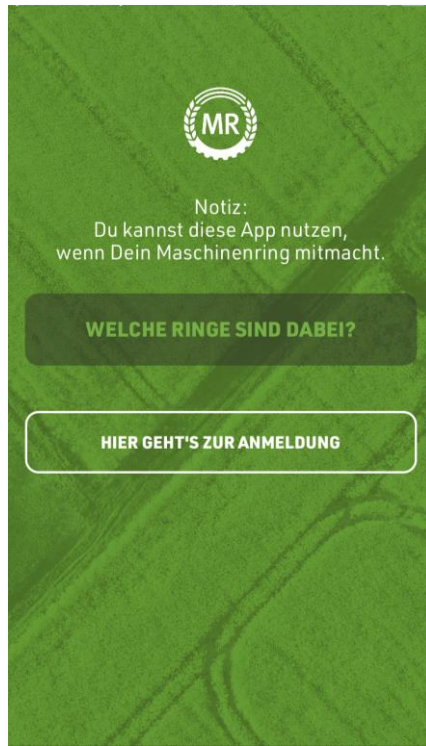 MR
Notiz:
Du kannst diese App nutzen,
wenn Dein Maschinenring mitmacht.
WELCHE RINGE SIND DABEI?
HIER GEHT'S ZUR ANMELDUNG